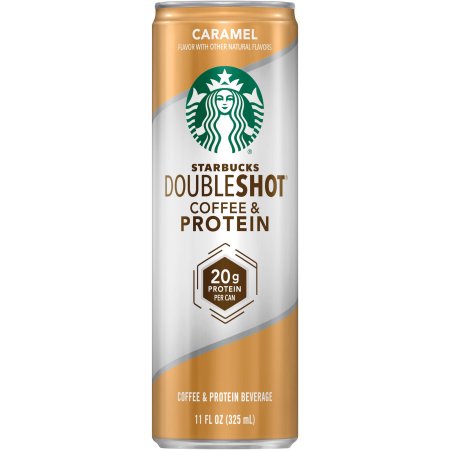 CARAMEL
FLAVOR WITH OTHER NATURAL FLAVORS
®
STARBUCKS
DOUBLESHOT®
COFFEE &
PROTEIN
20g
PROTEIN
PER CAN
COFFEE & PROTEIN BEVERAGE
11 FL OZ (325 mL)